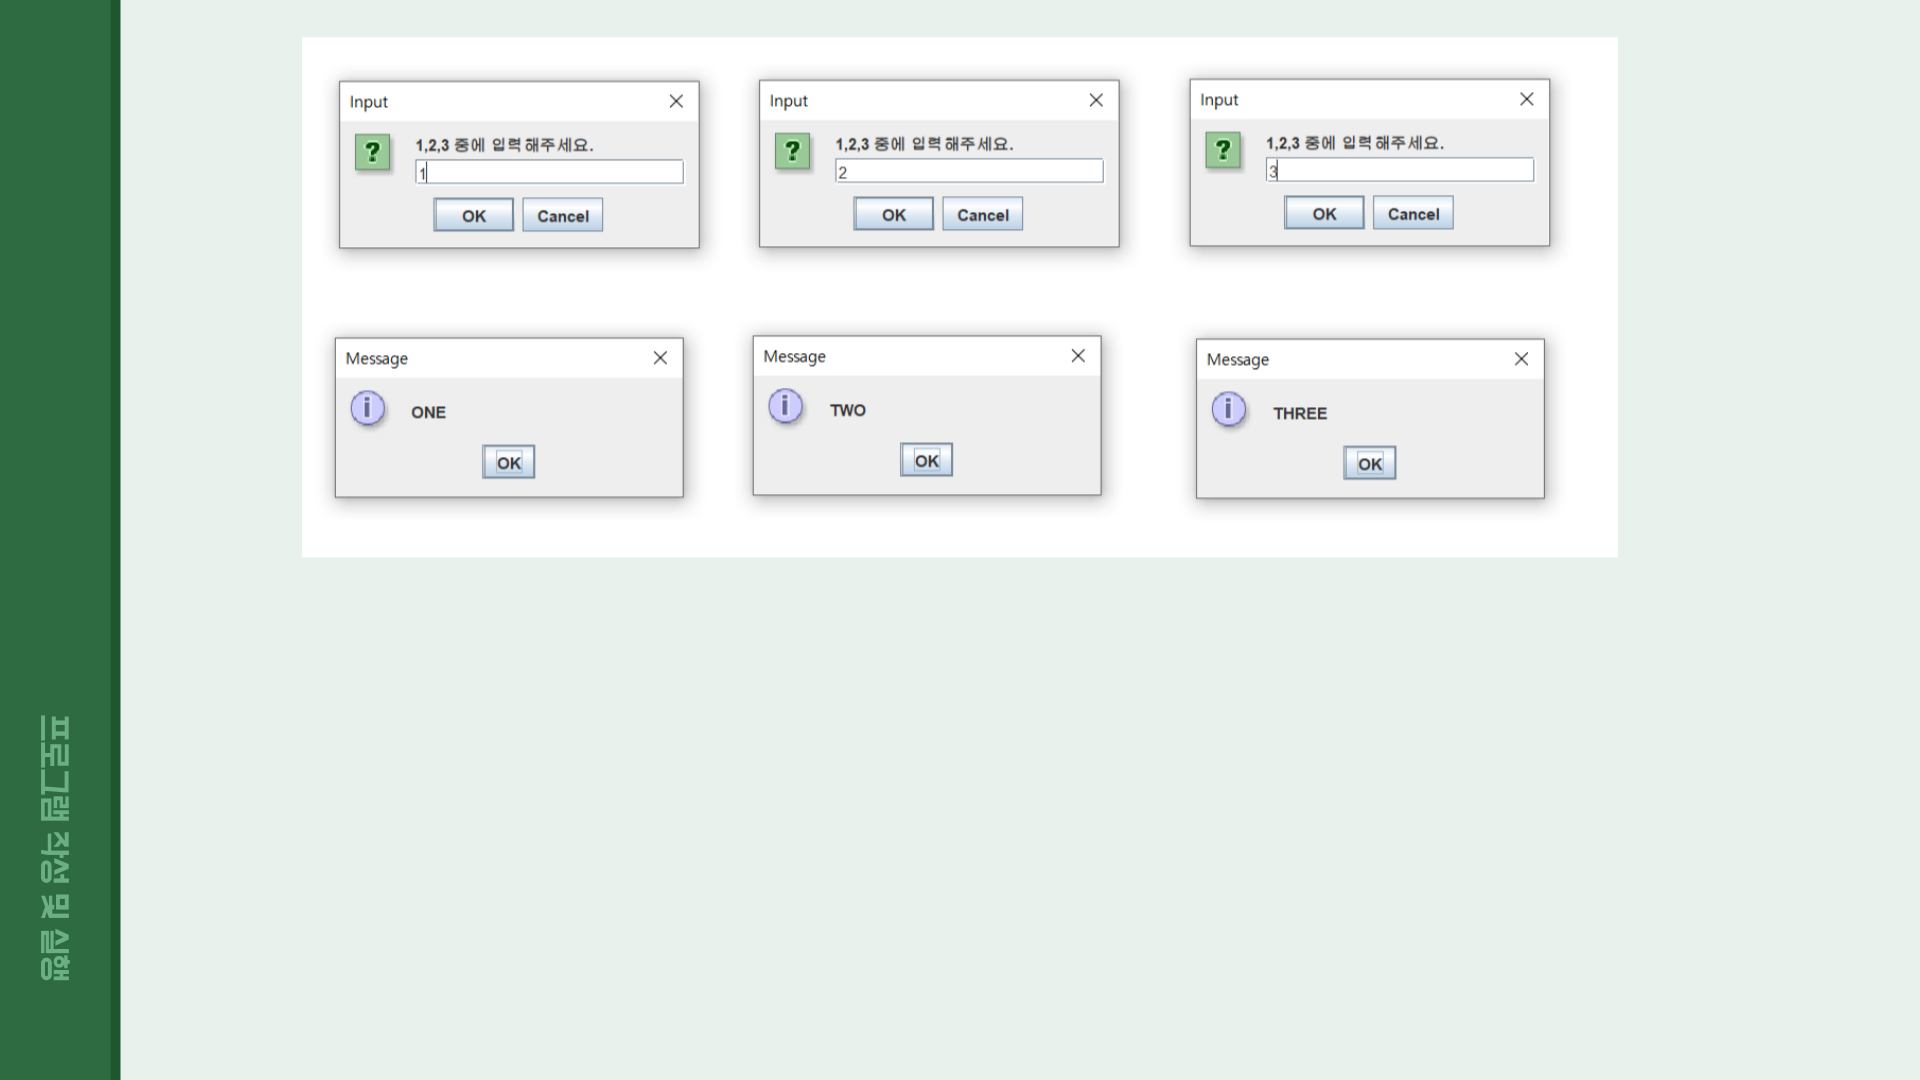 Input
1,2,3 중에 입력해주세요.
1
OK Cancel
Input
1,2,3 중에 입력해주세요.
2
OK Cancel
Input
1,2,3 중에 입력해주세요.
3
OK Cancel
Message
ONE
OK
Message
TWO
OK
Message
THREE
OK
프로그램 작성 및 실행